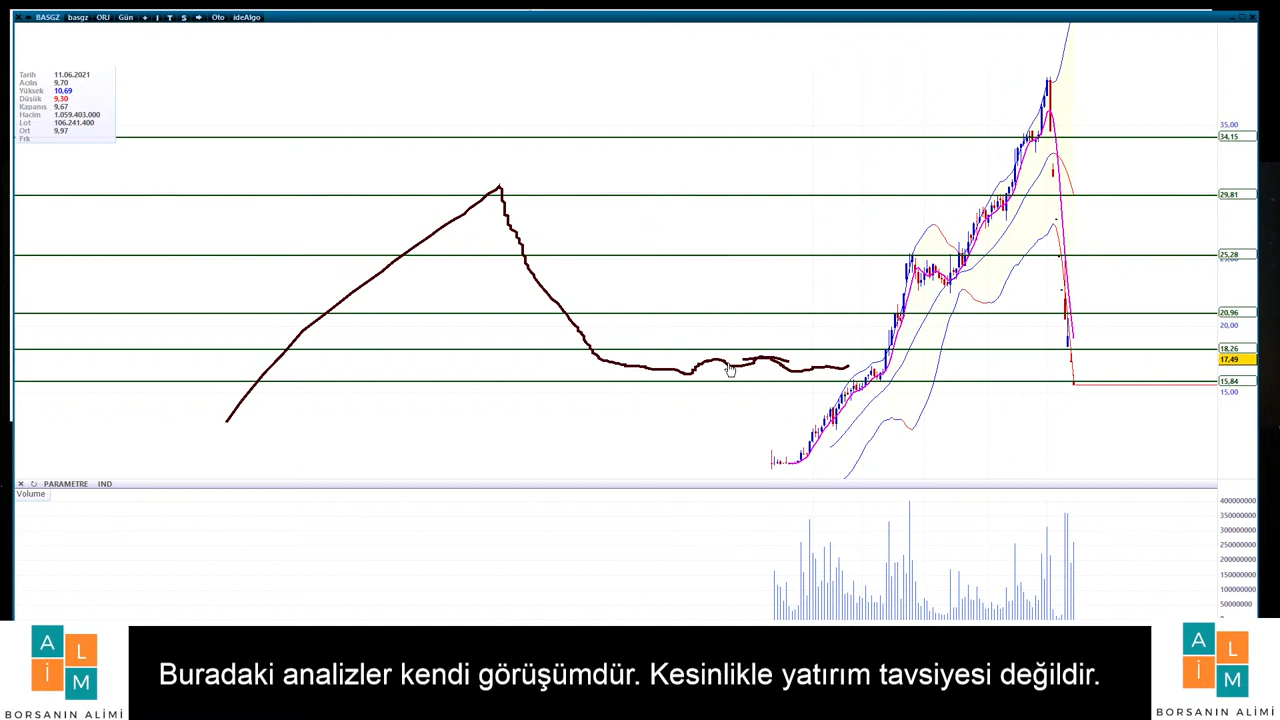 BASGZ basgz ORJ Gün + I T S Oto ideAlgo
Tarih 11.06.2021
Açılış 9,70
Yüksek 10,69
Düşük 9,30
Kapanış 9,67
Hacim 1.059.403.000
Lot 106.241.400
Ort 9,97
Frk
35,00
34,15
29,81
25,28
20,96
20,00
18,26
17,49
15,84
15,00
PARAMETRE IND
Volume
400000000
350000000
300000000
250000000
200000000
150000000
100000000
50000000
A L İ M
BORSANIN ALİMİ
Buradaki analizler kendi görüşümdür. Kesinlikle yatırım tavsiyesi değildir.
A L İ M
BORSANIN ALİMİ